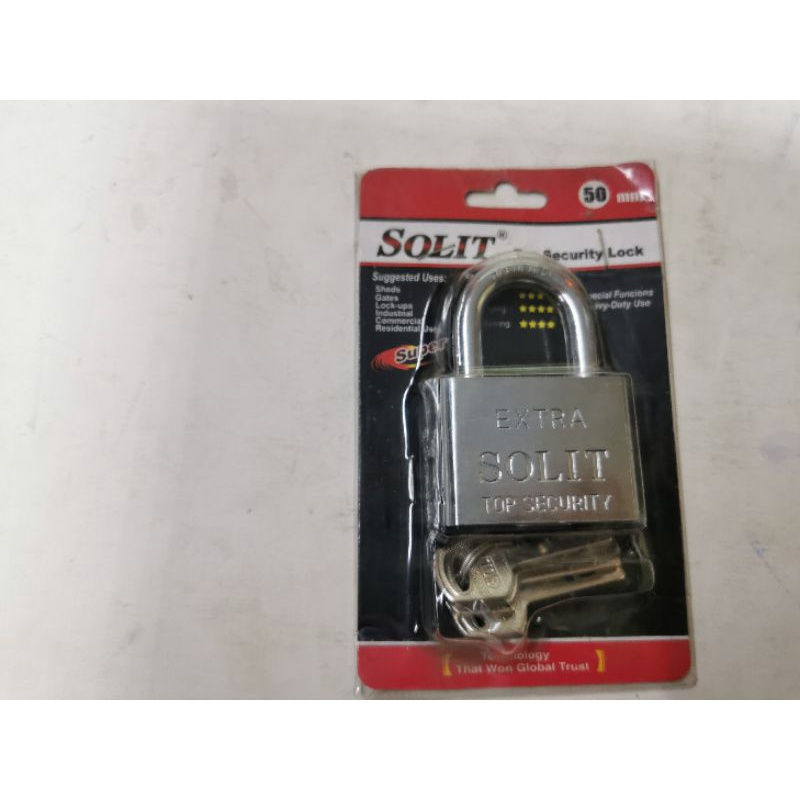 50 mm
SOLIT® Security Lock
Suggested Uses:
Sheds
Gates
Lock-ups
Industrial
Commercial
Residential Use
Special Funcions
Heavy-Duty Use
Super
EXTRA
SOLIT
TOP SECURITY
Technology
That Won Global Trust